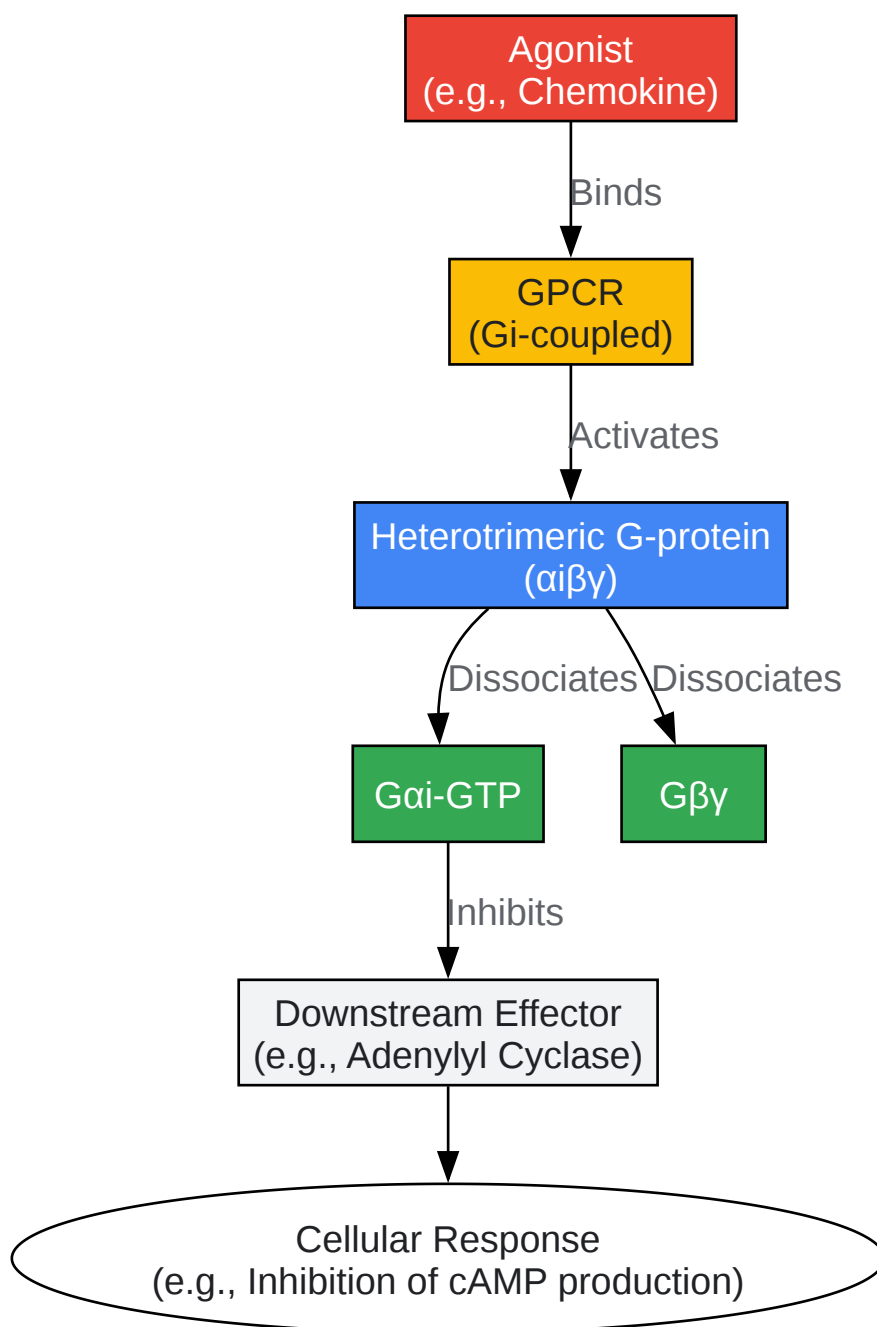 Agonist
(e.g., Chemokine)
Binds
GPCR
(Gi-coupled)
Activates
Heterotrimeric G-protein
(αiβγ)
Dissociates
Dissociates
Gαi-GTP
Gβγ
Inhibits
Downstream Effector
(e.g., Adenylyl Cyclase)
Cellular Response
(e.g., Inhibition of cAMP production)